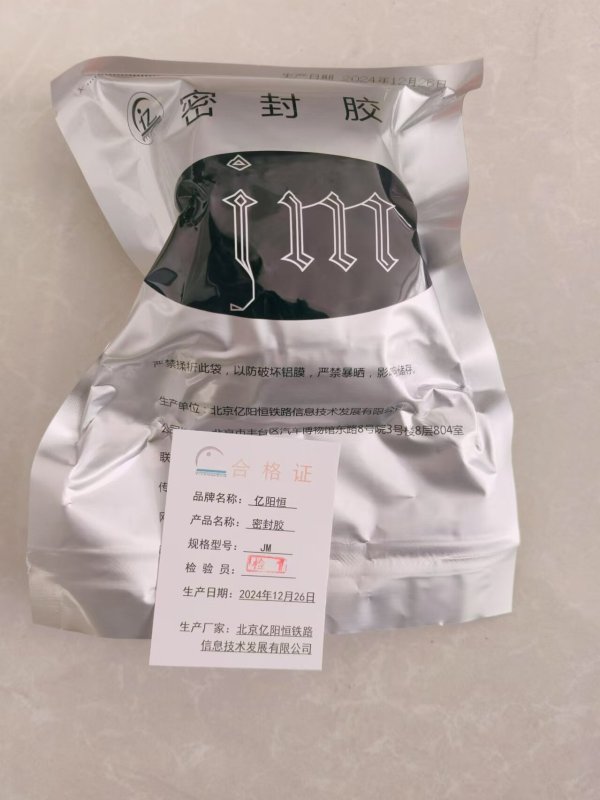 生产日期 2024年12月26日
亿
密封胶
jm
严禁揉折此袋，以防破坏铝膜，严禁暴晒，影响储存
生产单位：北京亿阳恒铁路信息技术发展有限公司
公 北京市丰台区汽车博物馆东路8号院3号楼8层804室
联
传
网
合格证
品牌名称：亿阳恒
产品名称：密封胶
规格型号：JM
检验员：检
生产日期：2024年12月26日
生产厂家：北京亿阳恒铁路
信息技术发展有限公司